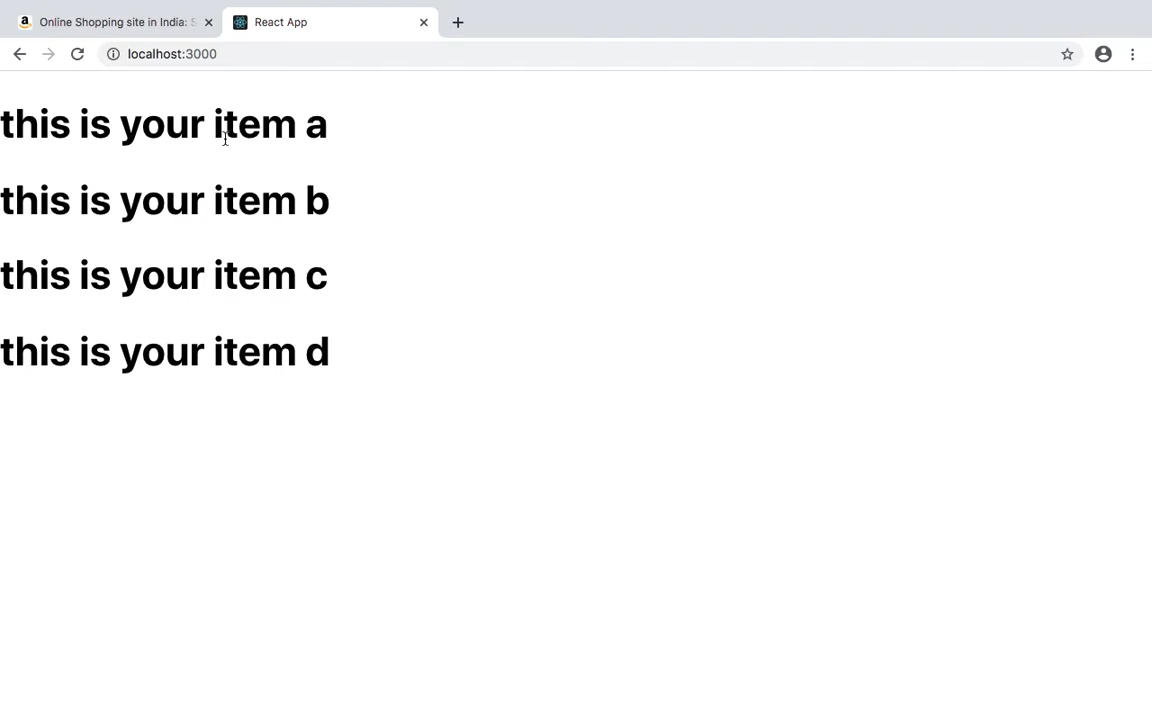 Online Shopping site in India: S
React App
localhost:3000
this is your item a
this is your item b
this is your item c
this is your item d